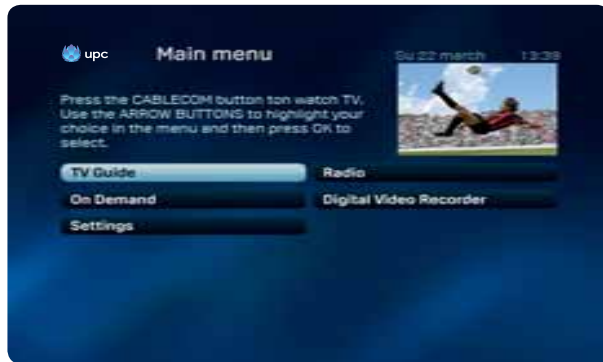 upc Main menu Su 22 march 13:39
Press the CABLECOM button ton watch TV.
Use the ARROW BUTTONS to highlight your
choice in the menu and then press OK to
select.
TV Guide Radio
On Demand Digital Video Recorder
Settings